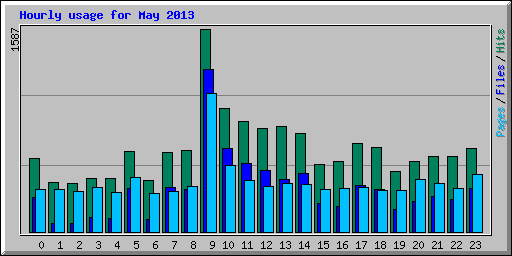 Hourly usage for May 2013
1587
Pages / Files / Hits
0 1 2 3 4 5 6 7 8 9 10 11 12 13 14 15 16 17 18 19 20 21 22 23